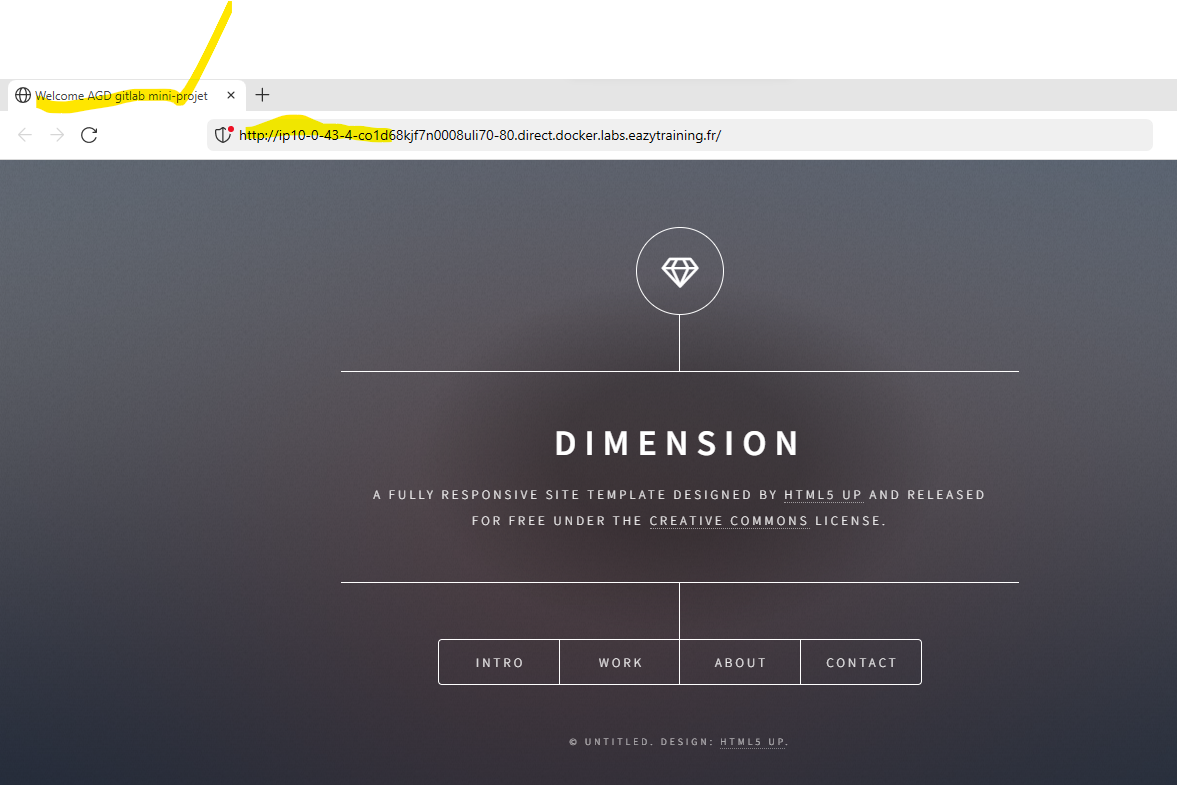 Welcome AGD gitlab mini-projet
http://ip10-0-43-4-co1d68kjf7n0008uli70-80.direct.docker.labs.eazytraining.fr/
DIMENSION
A FULLY RESPONSIVE SITE TEMPLATE DESIGNED BY HTML5 UP AND RELEASED
FOR FREE UNDER THE CREATIVE COMMONS LICENSE.
INTRO WORK ABOUT CONTACT
© UNTITLED. DESIGN: HTML5 UP.